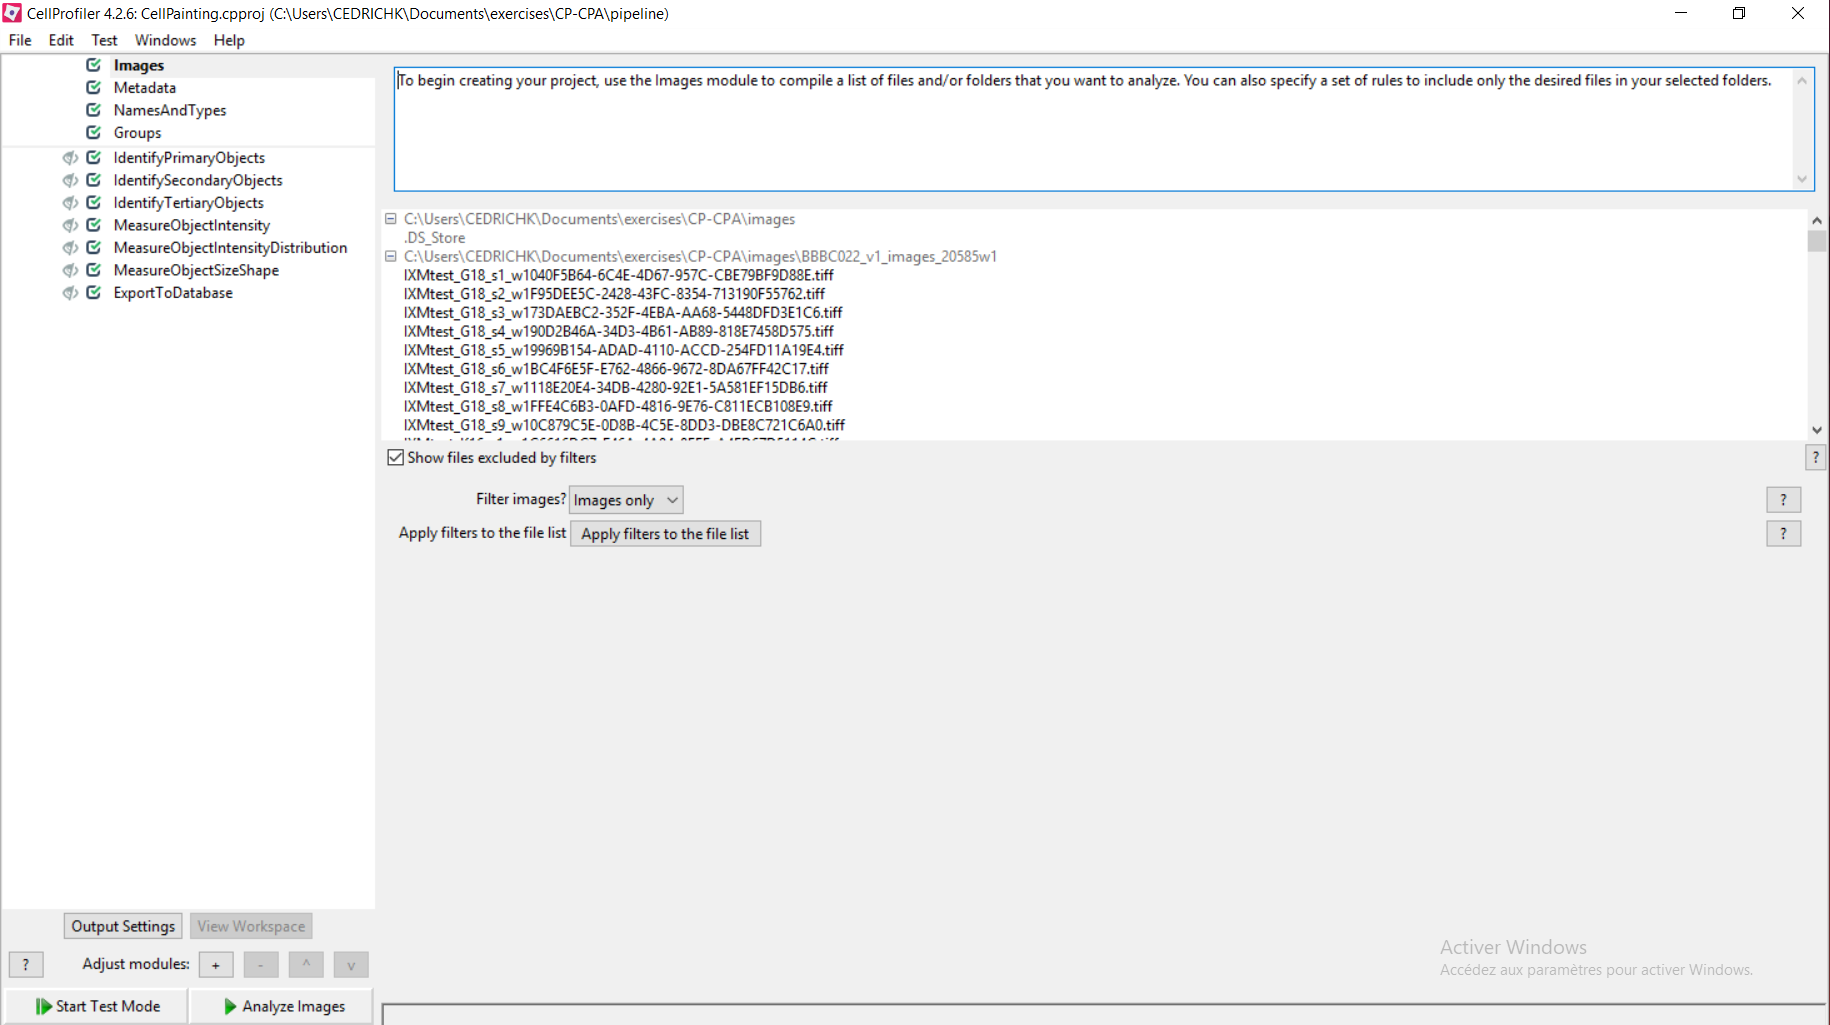 CellProfiler 4.2.6: CellPainting.cpproj (C:\Users\CEDRICHK\Documents\exercises\CP-CPA\pipeline)
File Edit Test Windows Help
Images
Metadata
NamesAndTypes
Groups
IdentifyPrimaryObjects
IdentifySecondaryObjects
IdentifyTertiaryObjects
MeasureObjectIntensity
MeasureObjectIntensityDistribution
MeasureObjectSizeShape
ExportToDatabase
Output Settings View Workspace
? Adjust modules: + - ^ v
Start Test Mode Analyze Images
To begin creating your project, use the Images module to compile a list of files and/or folders that you want to analyze. You can also specify a set of rules to include only the desired files in your selected folders.
C:\Users\CEDRICHK\Documents\exercises\CP-CPA\images
.DS_Store
C:\Users\CEDRICHK\Documents\exercises\CP-CPA\images\BBBC022_v1_images_20585w1
IXMtest_G18_s1_w1040F5B64-6C4E-4D67-957C-CBE79BF9D88E.tiff
IXMtest_G18_s2_w1F95DEE5C-2428-43FC-8354-713190F55762.tiff
IXMtest_G18_s3_w173DAEBC2-352F-4EBA-AA68-5448DFD3E1C6.tiff
IXMtest_G18_s4_w190D2B46A-34D3-4B61-AB89-818E7458D575.tiff
IXMtest_G18_s5_w19969B154-ADAD-4110-ACCD-254FD11A19E4.tiff
IXMtest_G18_s6_w1BC4F6E5F-E762-4866-9672-8DA67FF42C17.tiff
IXMtest_G18_s7_w1118E20E4-34DB-4280-92E1-5A581EF15DB6.tiff
IXMtest_G18_s8_w1FFE4C6B3-0AFD-4816-9E76-C811ECB108E9.tiff
IXMtest_G18_s9_w10C879C5E-0D8B-4C5E-8DD3-DBE8C721C6A0.tiff
Show files excluded by filters ?
Filter images? Images only ?
Apply filters to the file list Apply filters to the file list ?
Activer Windows
Accédez aux paramètres pour activer Windows.